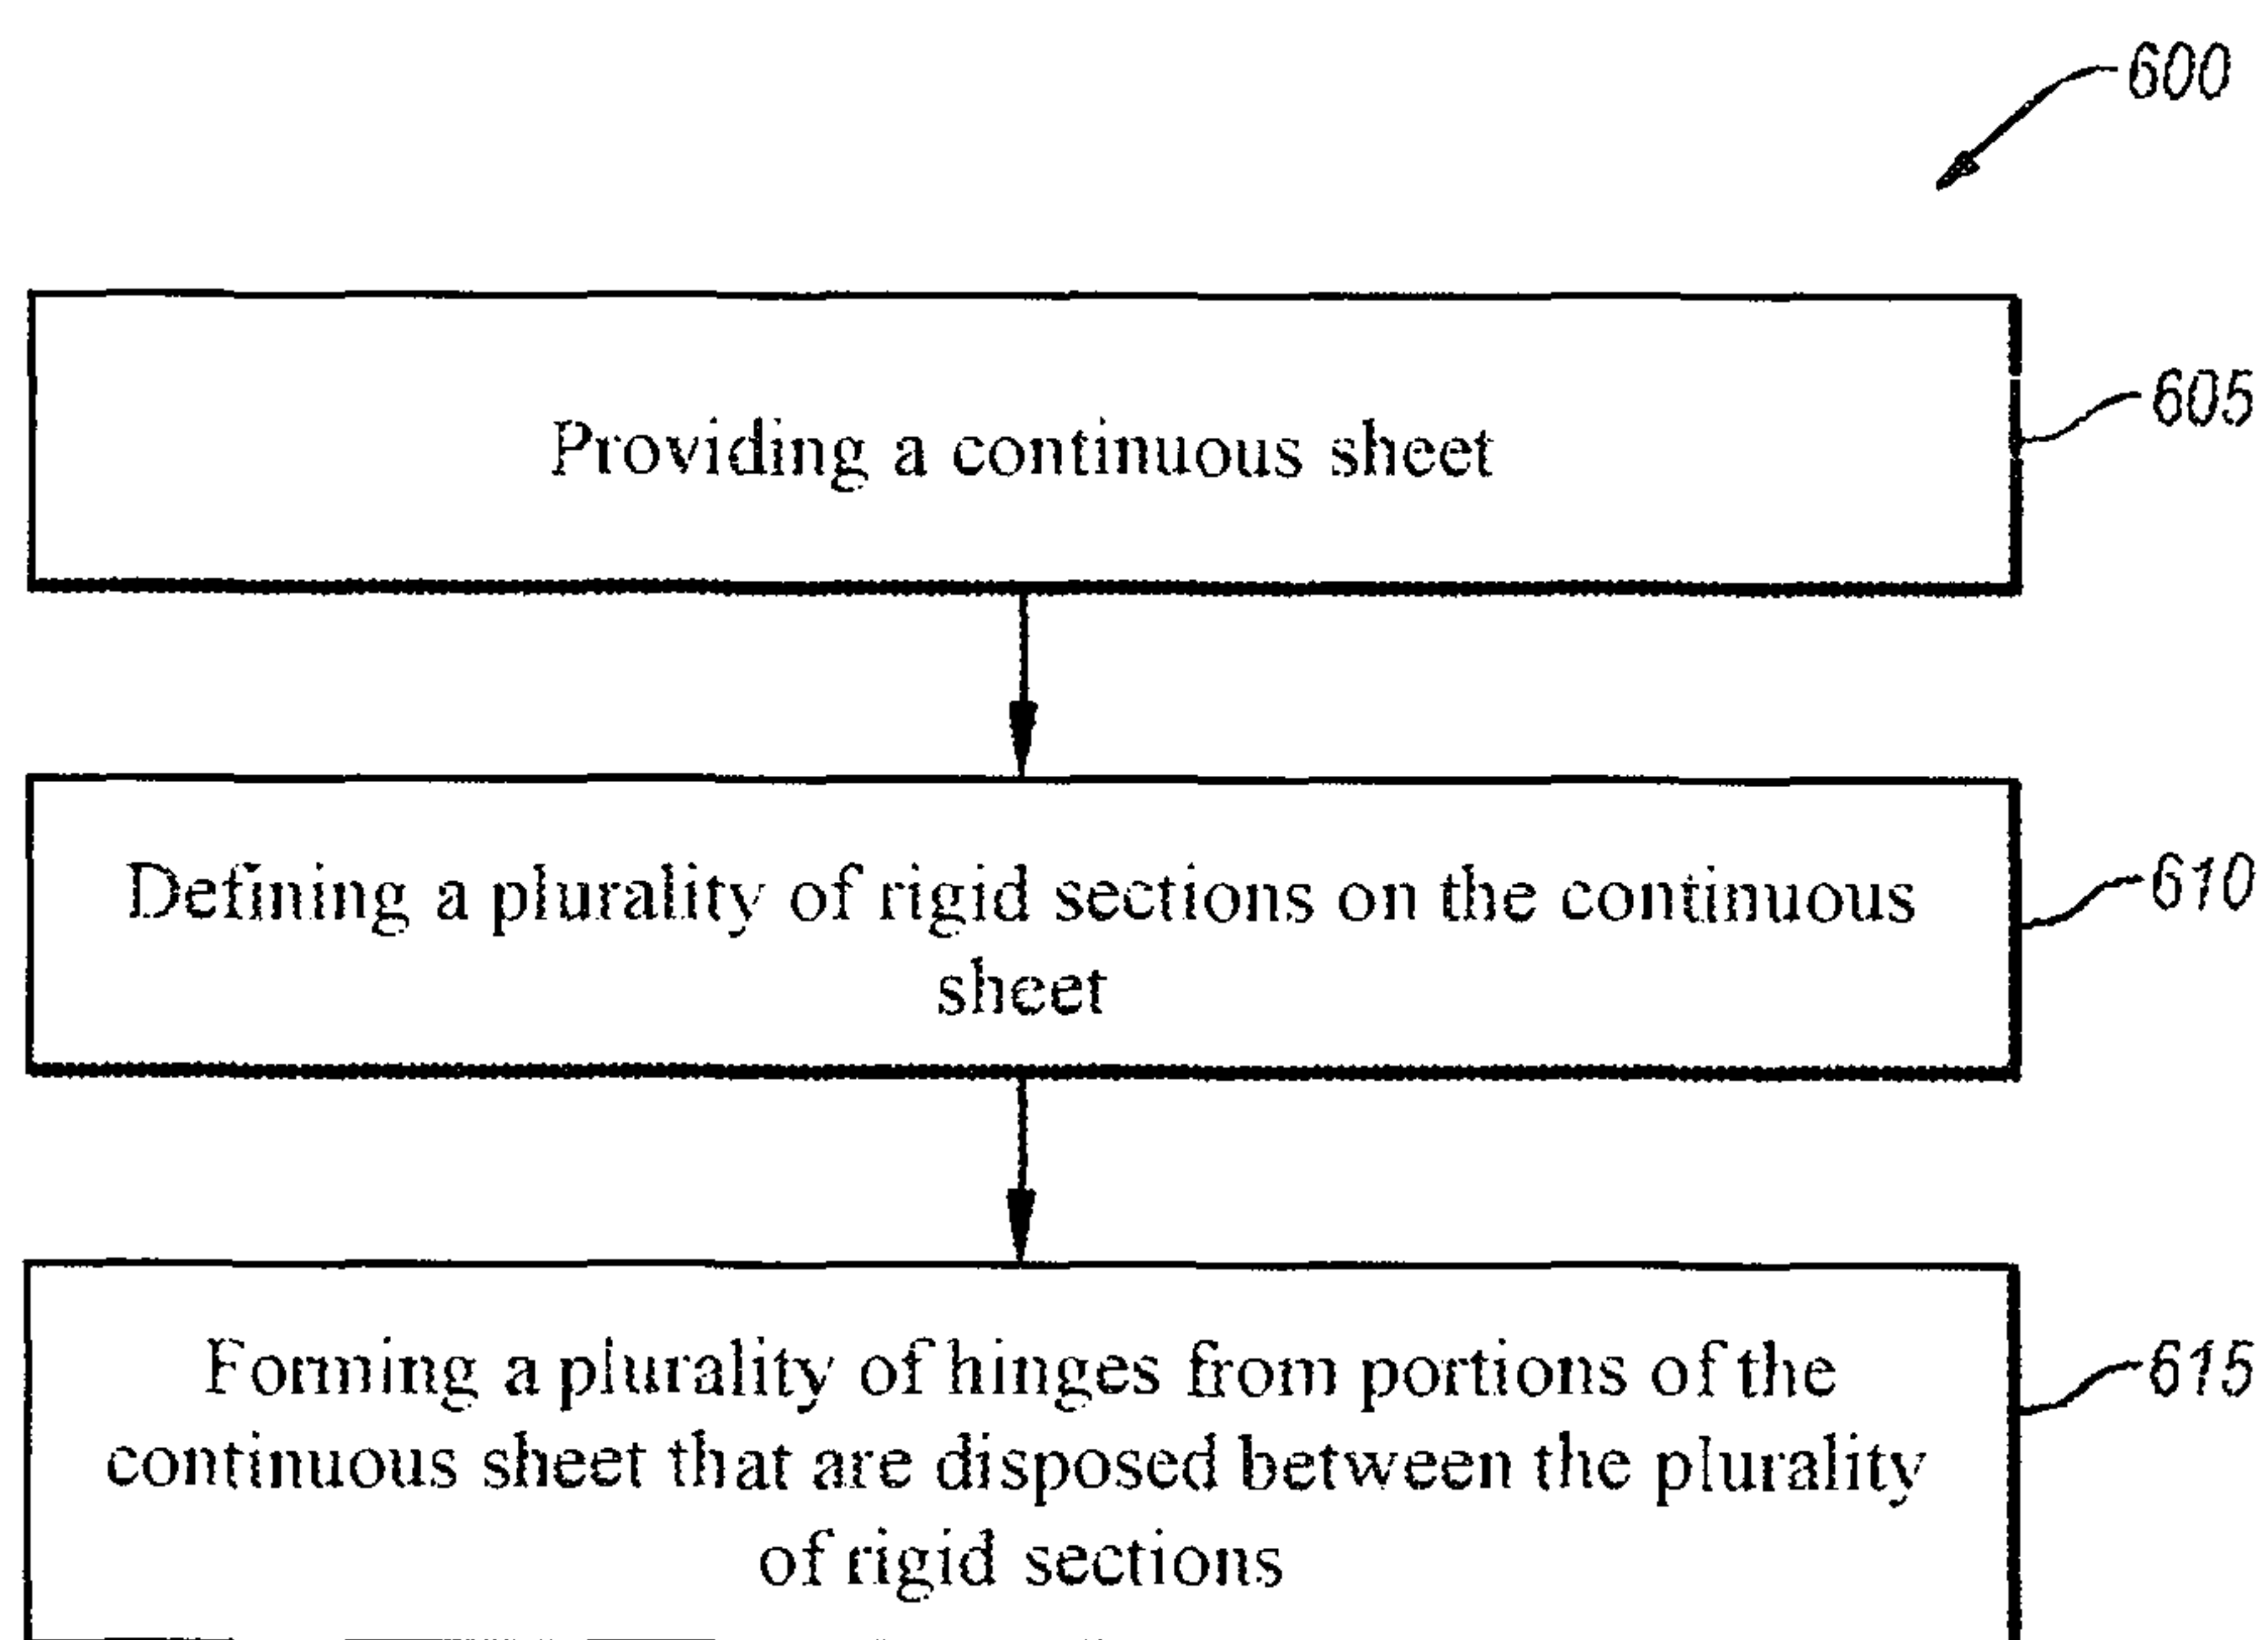 600
Providing a continuous sheet
605
Defining a plurality of rigid sections on the continuous
sheet
610
Forming a plurality of hinges from portions of the
continuous sheet that are disposed between the plurality
of rigid sections
615